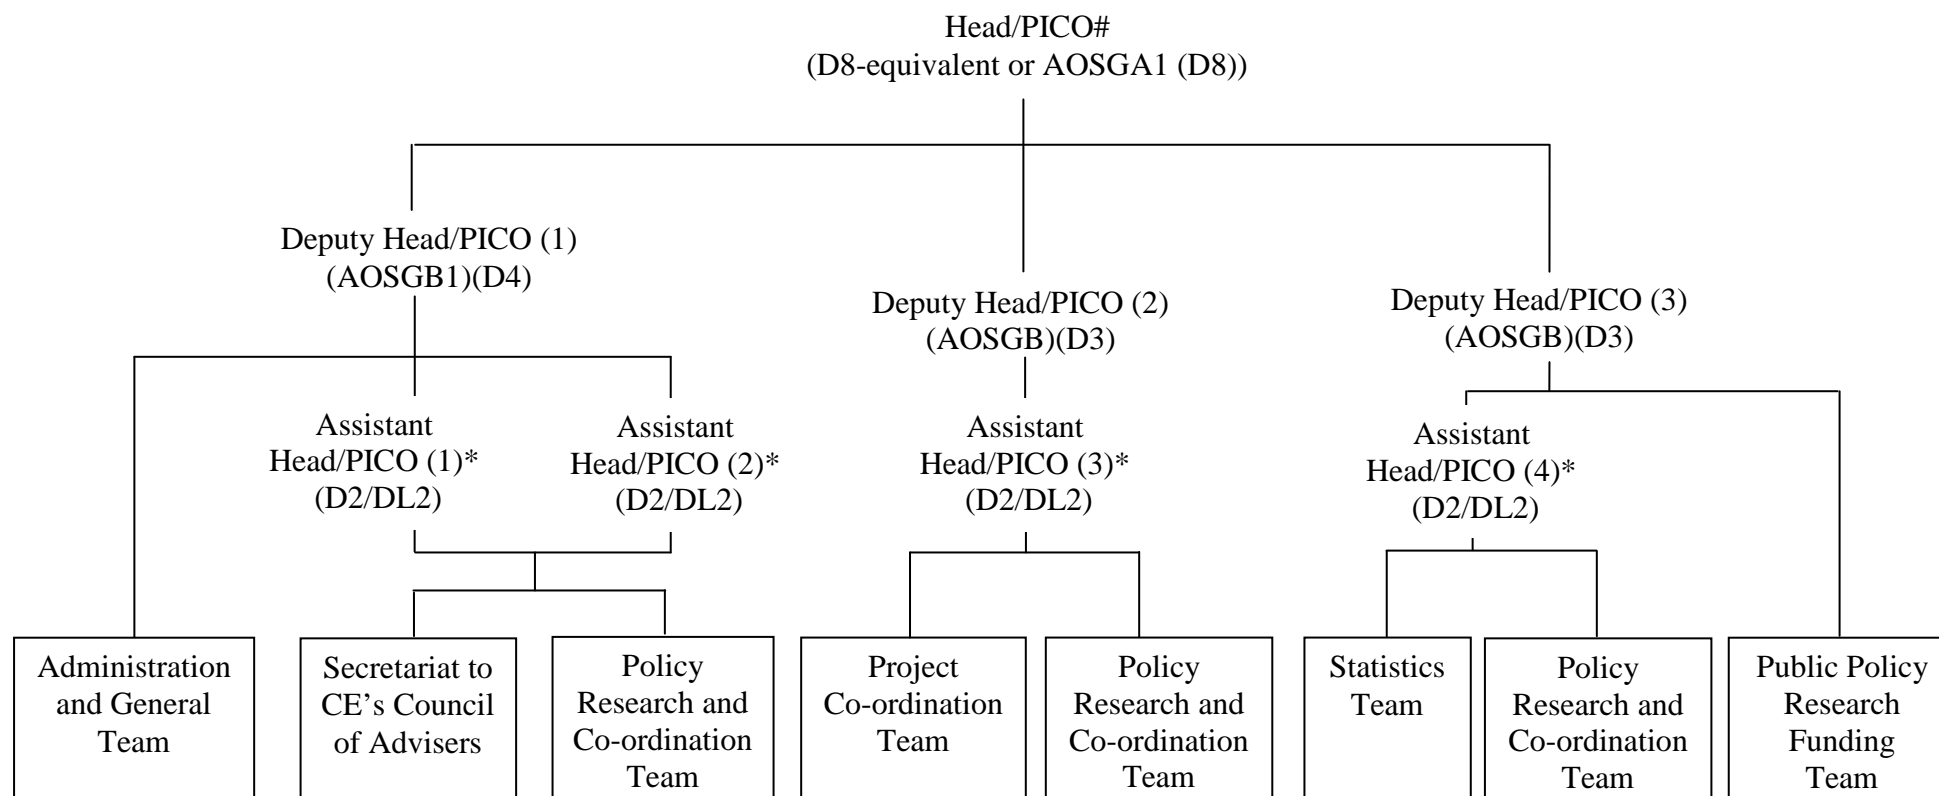 Head/PICO#
(D8-equivalent or AOSGA1 (D8))
Deputy Head/PICO (1)
(AOSGB1)(D4)
Deputy Head/PICO (2)
(AOSGB)(D3)
Deputy Head/PICO (3)
(AOSGB)(D3)
Assistant
Head/PICO (1)*
(D2/DL2)
Assistant
Head/PICO (2)*
(D2/DL2)
Assistant
Head/PICO (3)*
(D2/DL2)
Assistant
Head/PICO (4)*
(D2/DL2)
Administration
and General
Team
Secretariat to
CE’s Council
of Advisers
Policy
Research and
Co-ordination
Team
Project
Co-ordination
Team
Policy
Research and
Co-ordination
Team
Statistics
Team
Policy
Research and
Co-ordination
Team
Public Policy
Research
Funding
Team